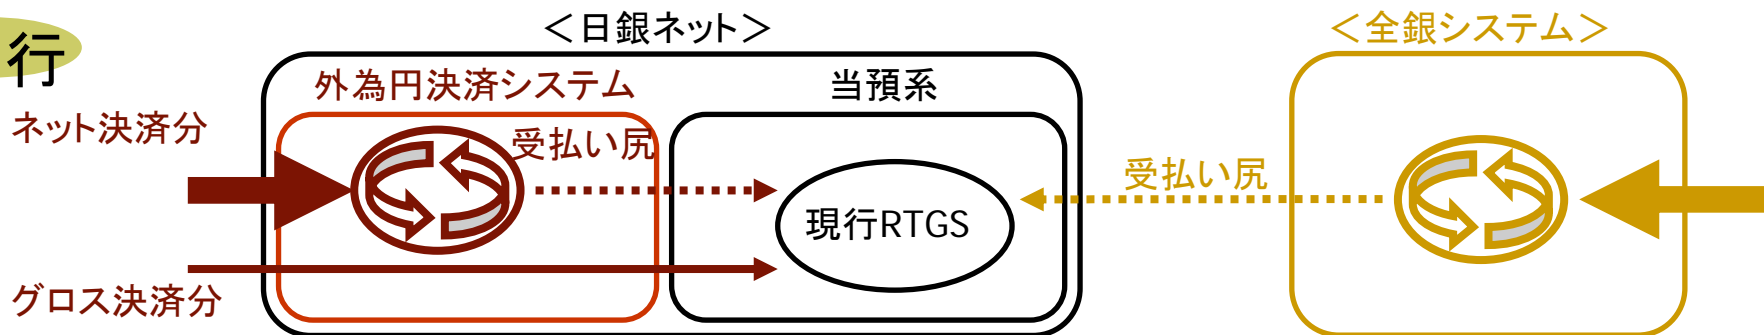 行
＜日銀ネット＞
＜全銀システム＞
外為円決済システム
当預系
ネット決済分
受払い尻
受払い尻
現行RTGS
グロス決済分